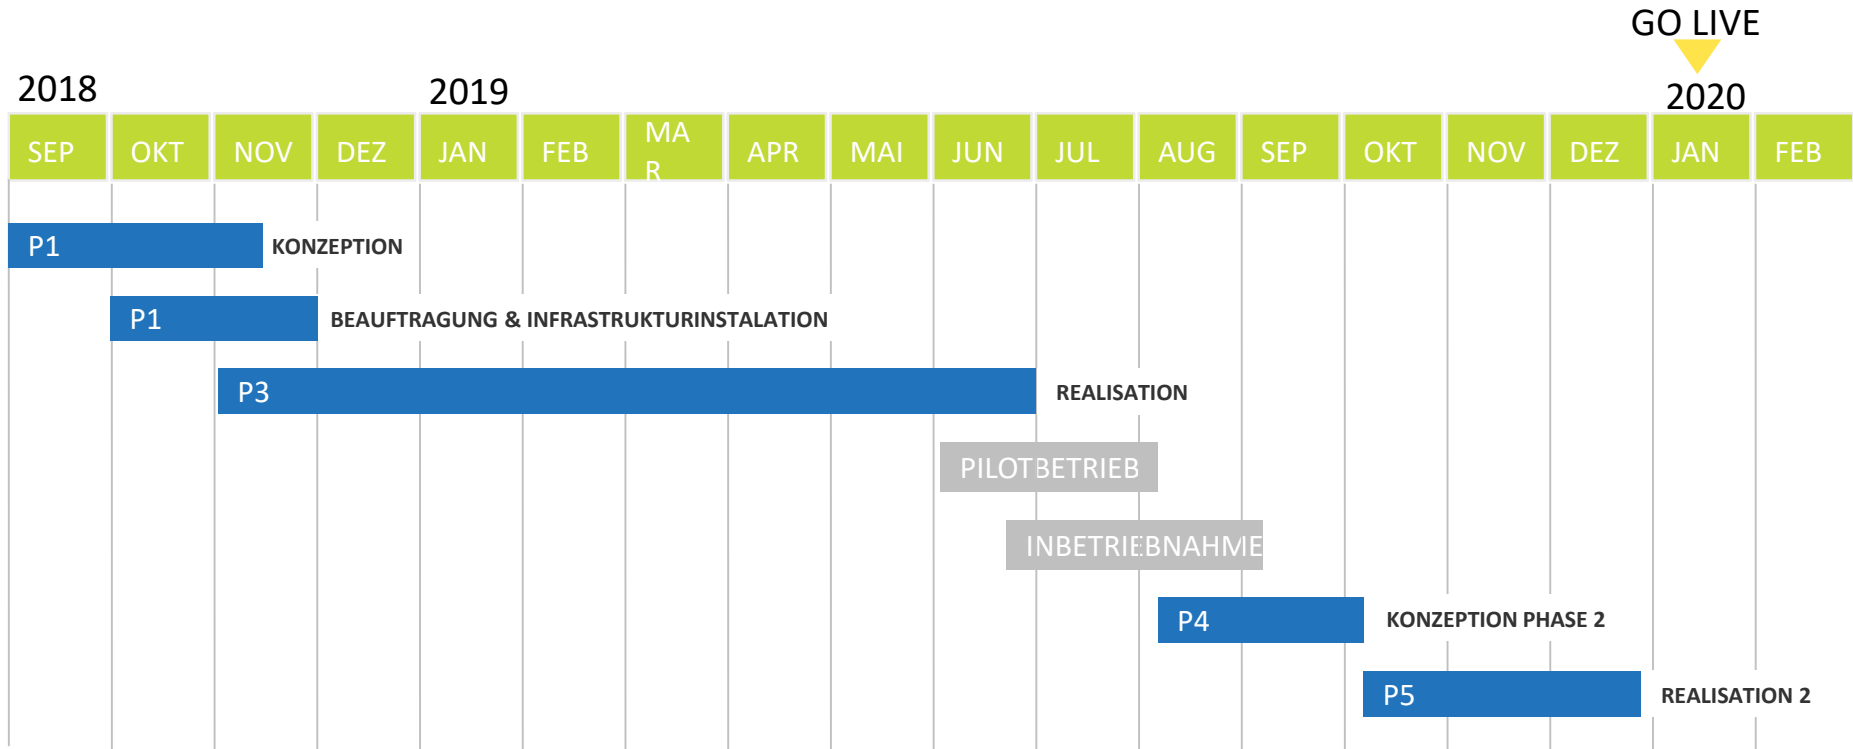 GO LIVE
2018
2019
2020
SEP OKT NOV DEZ JAN FEB MA
R APR MAI JUN JUL AUG SEP OKT NOV DEZ JAN FEB
P1 KONZEPTION
P1 BEAUFTRAGUNG & INFRASTRUKTURINSTALATION
P3 REALISATION
PILOTBETRIEB
INBETRIEBNAHME
P4 KONZEPTION PHASE 2
P5 REALISATION 2